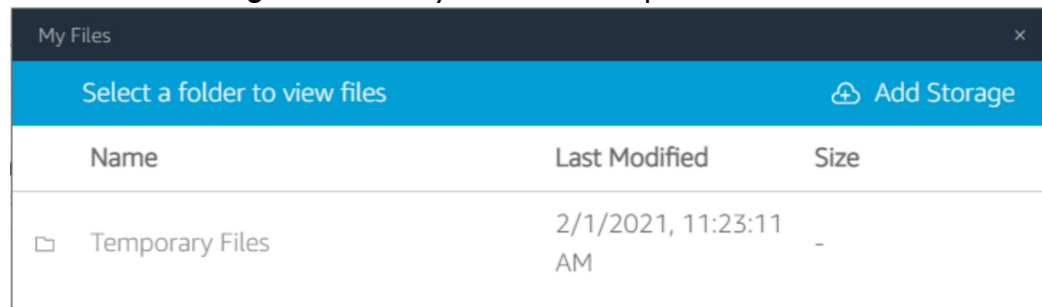 My Files ×
Select a folder to view files Add Storage
Name Last Modified Size
Temporary Files 2/1/2021, 11:23:11 AM -